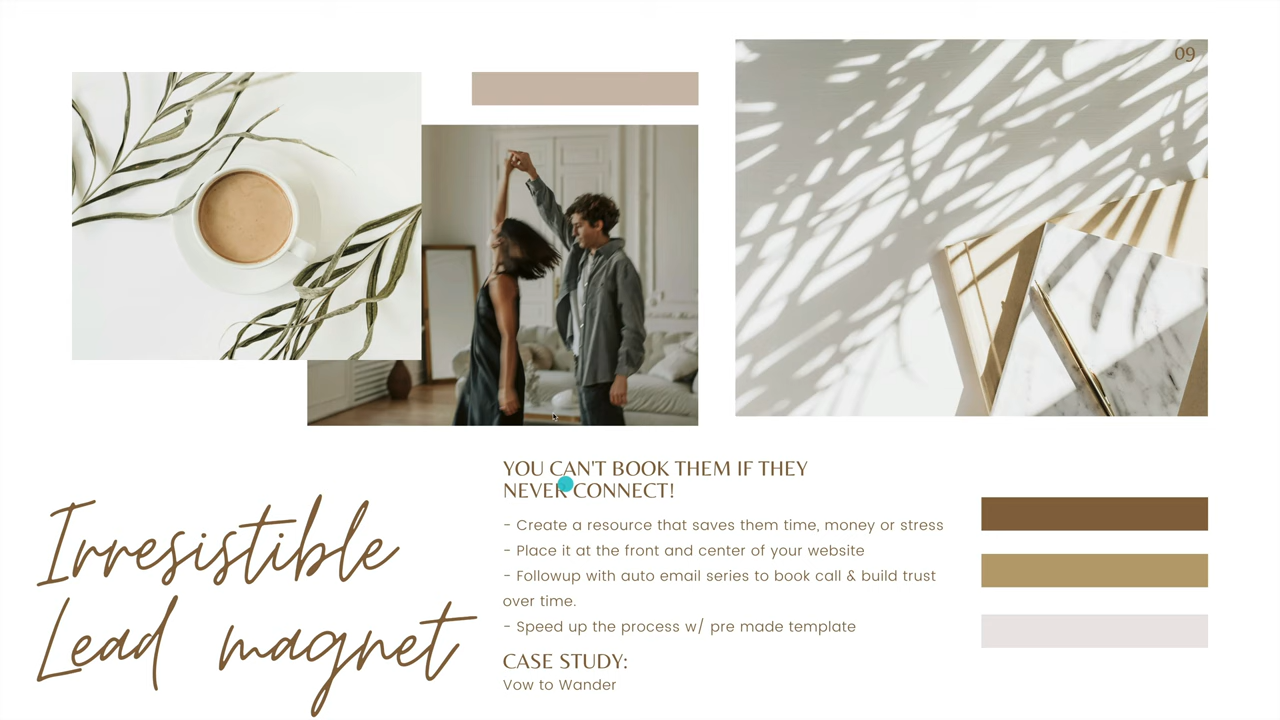 09
Irresistible
Lead magnet
YOU CAN'T BOOK THEM IF THEY
NEVER CONNECT!
- Create a resource that saves them time, money or stress
- Place it at the front and center of your website
- Followup with auto email series to book call & build trust
over time.
- Speed up the process w/ pre made template
CASE STUDY:
Vow to Wander